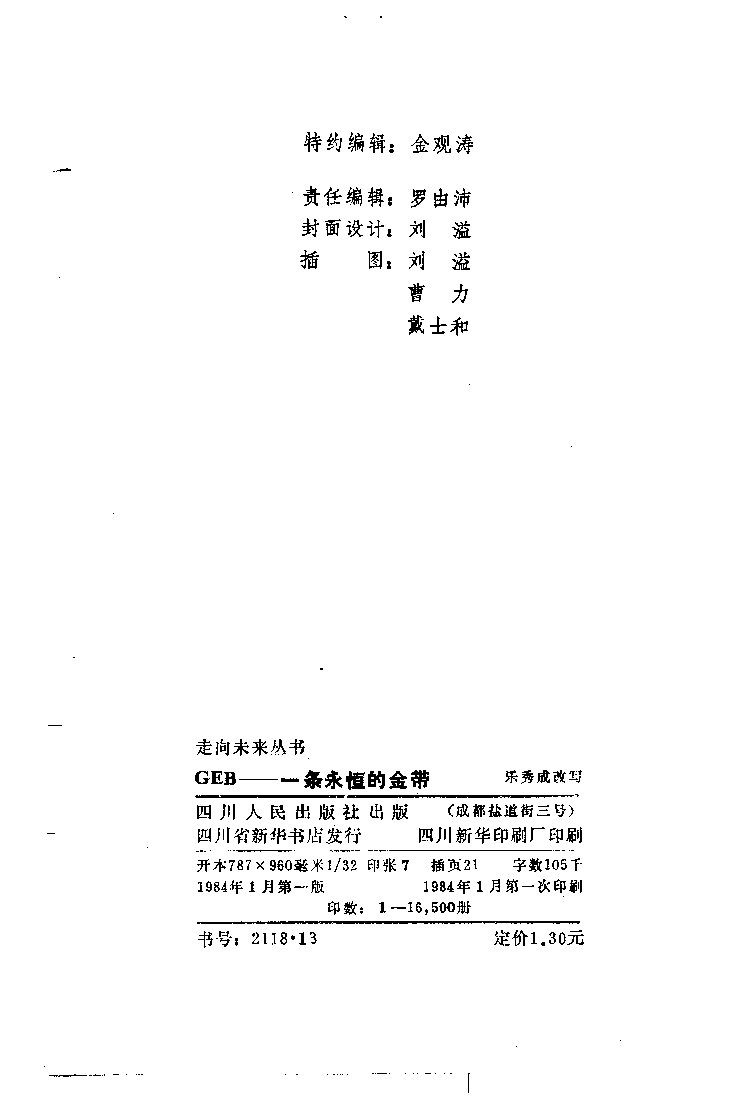 特约编辑：金观涛
责任编辑：罗由沛
封面设计：刘　溢
插　　图：刘　溢
曹　力
戴士和
走向未来丛书
GEB——一条永恒的金带　乐秀成改写
四川人民出版社出版　（成都盐道街三号）
四川省新华书店发行　四川新华印刷厂印刷
开本787×960毫米1/32　印张7　插页21　字数105千
1984年1月第一版　1984年1月第一次印刷
印数：1—16,500册
书号：2118·13　定价1.30元